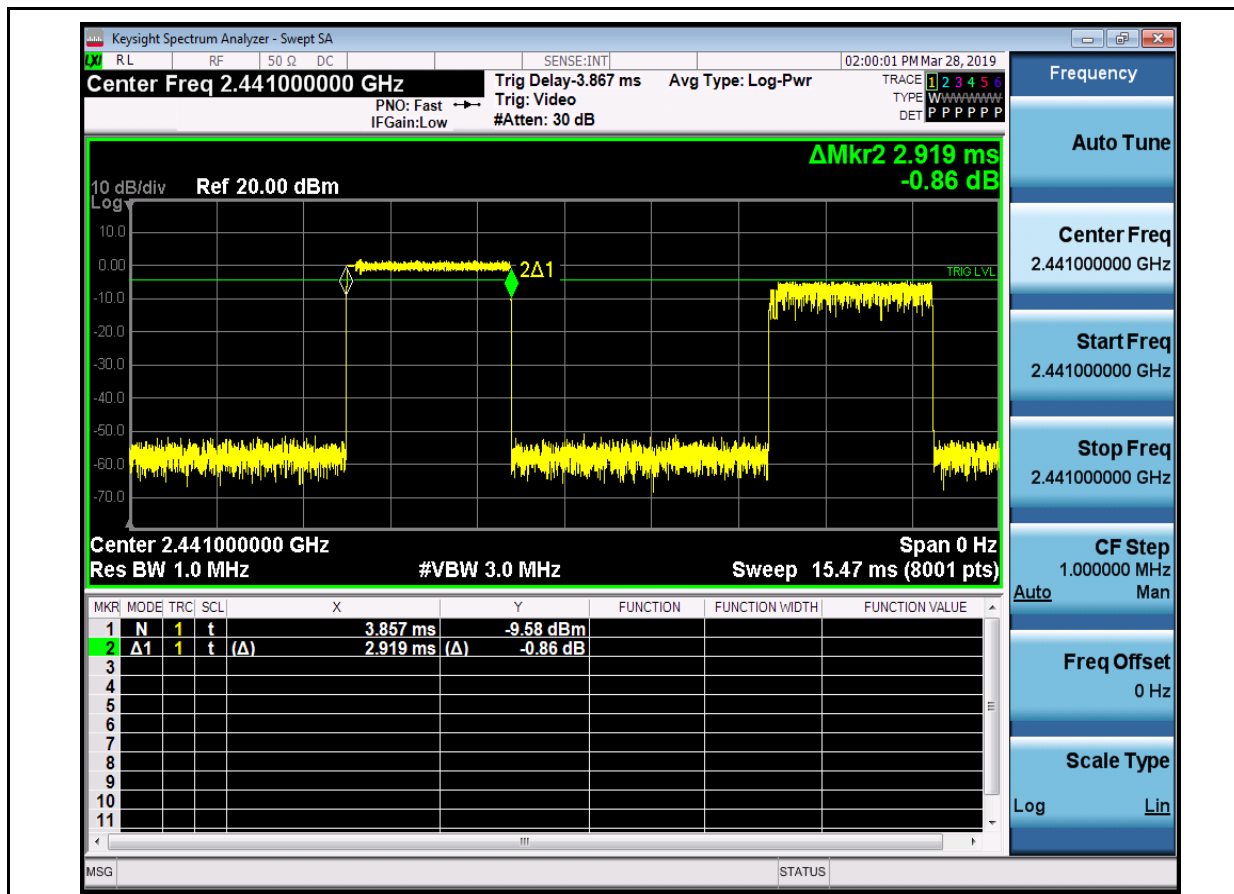 Keysight Spectrum Analyzer - Swept SA
LXI RL RF 50 Ω DC SENSE:INT 02:00:01 PM Mar 28, 2019
Center Freq 2.441000000 GHz
PNO: Fast
IFGain:Low
Trig Delay-3.867 ms
Trig: Video
#Atten: 30 dB
Avg Type: Log-Pwr
TRACE 1 2 3 4 5 6
TYPE WWWWWW
DET P P P P P P
ΔMkr2 2.919 ms
-0.86 dB
10 dB/div Ref 20.00 dBm
Log
10.0
0.00
-10.0
-20.0
-30.0
-40.0
-50.0
-60.0
-70.0
2Δ1
TRIG LVL
Center 2.441000000 GHz Span 0 Hz
Res BW 1.0 MHz #VBW 3.0 MHz Sweep 15.47 ms (8001 pts)
MKR MODE TRC SCL X Y FUNCTION FUNCTION WIDTH FUNCTION VALUE
1 N 1 t 3.857 ms -9.58 dBm
2 Δ1 1 t (Δ) 2.919 ms (Δ) -0.86 dB
3
4
5
6
7
8
9
10
11
MSG STATUS
Frequency
Auto Tune
Center Freq
2.441000000 GHz
Start Freq
2.441000000 GHz
Stop Freq
2.441000000 GHz
CF Step
1.000000 MHz
Auto Man
Freq Offset
0 Hz
Scale Type
Log Lin